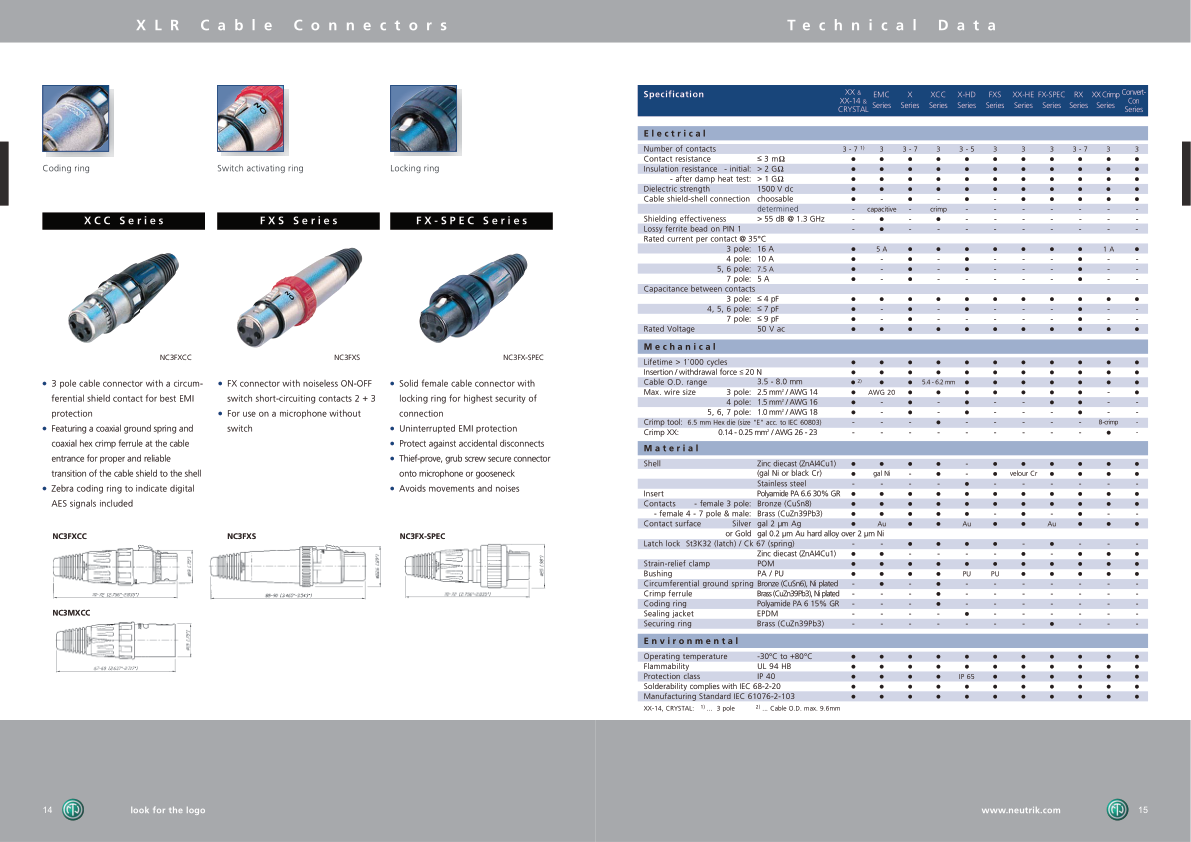 XLR Cable Connectors
Coding ring
Switch activating ring
Locking ring
XCC Series
FXS Series
FX-SPEC Series
NC3FXCC
NC3FXS
NC3FX-SPEC
• 3 pole cable connector with a circum-
ferential shield contact for best EMI
protection
• Featuring a coaxial ground spring and
coaxial hex crimp ferrule at the cable
entrance for proper and reliable
transition of the cable shield to the shell
• Zebra coding ring to indicate digital
AES signals included
• FX connector with noiseless ON-OFF
switch short-circuiting contacts 2 + 3
• For use on a microphone without
switch
• Solid female cable connector with
locking ring for highest security of
connection
• Uninterrupted EMI protection
• Protect against accidental disconnects
• Thief-prove, grub screw secure connector
onto microphone or gooseneck
• Avoids movements and noises
NC3FXCC
NC3FXS
NC3FX-SPEC
NC3MXCC
14
look for the logo
Technical Data
Specification XX & XX-14 & CRYSTAL EMC Series X Series XCC Series X-HD Series FXS Series XX-HE Series FX-SPEC Series RX Series XX Crimp Series Convert-Con Series
Electrical
Number of contacts 3 - 7 1) 3 3 - 7 3 3 - 5 3 3 3 3 - 7 3 3
Contact resistance ≤ 3 mΩ ● ● ● ● ● ● ● ● ● ● ●
Insulation resistance - initial: > 2 GΩ ● ● ● ● ● ● ● ● ● ● ●
- after damp heat test: > 1 GΩ ● ● ● ● ● ● ● ● ● ● ●
Dielectric strength 1500 V dc ● ● ● ● ● ● ● ● ● ● ●
Cable shield-shell connection choosable ● - ● - ● - ● ● ● ● ●
determined - capacitive - crimp - - - - - - -
Shielding effectiveness > 55 dB @ 1.3 GHz - ● - ● - - - - - - -
Lossy ferrite bead on PIN 1 - ● - - - - - - - - -
Rated current per contact @ 35°C
3 pole: 16 A ● 5 A ● ● ● ● ● ● ● 1 A ●
4 pole: 10 A ● - ● - ● - - - ● - -
5, 6 pole: 7.5 A ● - ● - ● - - - ● - -
7 pole: 5 A ● - ● - - - - - ● - -
Capacitance between contacts
3 pole: ≤ 4 pF ● ● ● ● ● ● ● ● ● ● ●
4, 5, 6 pole: ≤ 7 pF ● - ● - ● - - - ● - -
7 pole: ≤ 9 pF ● - ● - - - - - ● - -
Rated Voltage 50 V ac ● ● ● ● ● ● ● ● ● ● ●
Mechanical
Lifetime > 1`000 cycles ● ● ● ● ● ● ● ● ● ● ●
Insertion / withdrawal force ≤ 20 N ● ● ● ● ● ● ● ● ● ● ●
Cable O.D. range 3.5 - 8.0 mm ● 2) ● ● 5.4 - 6.2 mm ● ● ● ● ● ● ●
Max. wire size 3 pole: 2.5 mm² / AWG 14 ● AWG 20 ● ● ● ● ● ● ● - ●
4 pole: 1.5 mm² / AWG 16 ● - ● - ● - - ● ● - -
5, 6, 7 pole: 1.0 mm² / AWG 18 ● - ● - ● - - - ● - -
Crimp tool: 6.5 mm Hex die (size "E" acc. to IEC 60803) - - - ● - - - - - B-crimp -
Crimp XX: 0.14 - 0.25 mm² / AWG 26 - 23 - - - - - - - - - ● -
Material
Shell Zinc diecast (ZnAl4Cu1) ● ● ● ● - ● ● ● ● ● ●
(gal Ni or black Cr) ● gal Ni - ● - ● velour Cr ● ● ● ●
Stainless steel - - - - ● - - - - - -
Insert Polyamide PA 6.6 30% GR ● ● ● ● ● ● ● ● ● ● ●
Contacts - female 3 pole: Bronze (CuSn8) ● ● ● ● ● ● ● ● ● ● ●
- female 4 - 7 pole & male: Brass (CuZn39Pb3) ● ● ● ● ● - ● - ● - -
Contact surface Silver gal 2 µm Ag ● Au ● ● Au ● ● Au ● ● ●
or Gold gal 0.2 µm Au hard alloy over 2 µm Ni
Latch lock St3K32 (latch) / Ck 67 (spring) - - ● ● ● ● - ● - - -
Zinc diecast (ZnAl4Cu1) ● ● - - - - ● - ● ● ●
Strain-relief clamp POM ● ● ● ● ● ● ● ● ● ● ●
Bushing PA / PU ● ● ● ● PU PU ● ● ● ● ●
Circumferential ground spring Bronze (CuSn6), Ni plated - ● - ● - - - - - - -
Crimp ferrule Brass (CuZn39Pb3), Ni plated - - - ● - - - - - - -
Coding ring Polyamide PA 6 15% GR - - - ● - - - - - - -
Sealing jacket EPDM - - - - ● - - - - - -
Securing ring Brass (CuZn39Pb3) - - - - - - - ● - - -
Environmental
Operating temperature -30°C to +80°C ● ● ● ● ● ● ● ● ● ● ●
Flammability UL 94 HB ● ● ● ● ● ● ● ● ● ● ●
Protection class IP 40 ● ● ● ● IP 65 ● ● ● ● ● ●
Solderability complies with IEC 68-2-20 ● ● ● ● ● ● ● ● ● ● ●
Manufacturing Standard IEC 61076-2-103 ● ● ● ● ● ● ● ● ● ● ●
XX-14, CRYSTAL: 1) ... 3 pole 2) ... Cable O.D. max. 9.6mm
www.neutrik.com
15